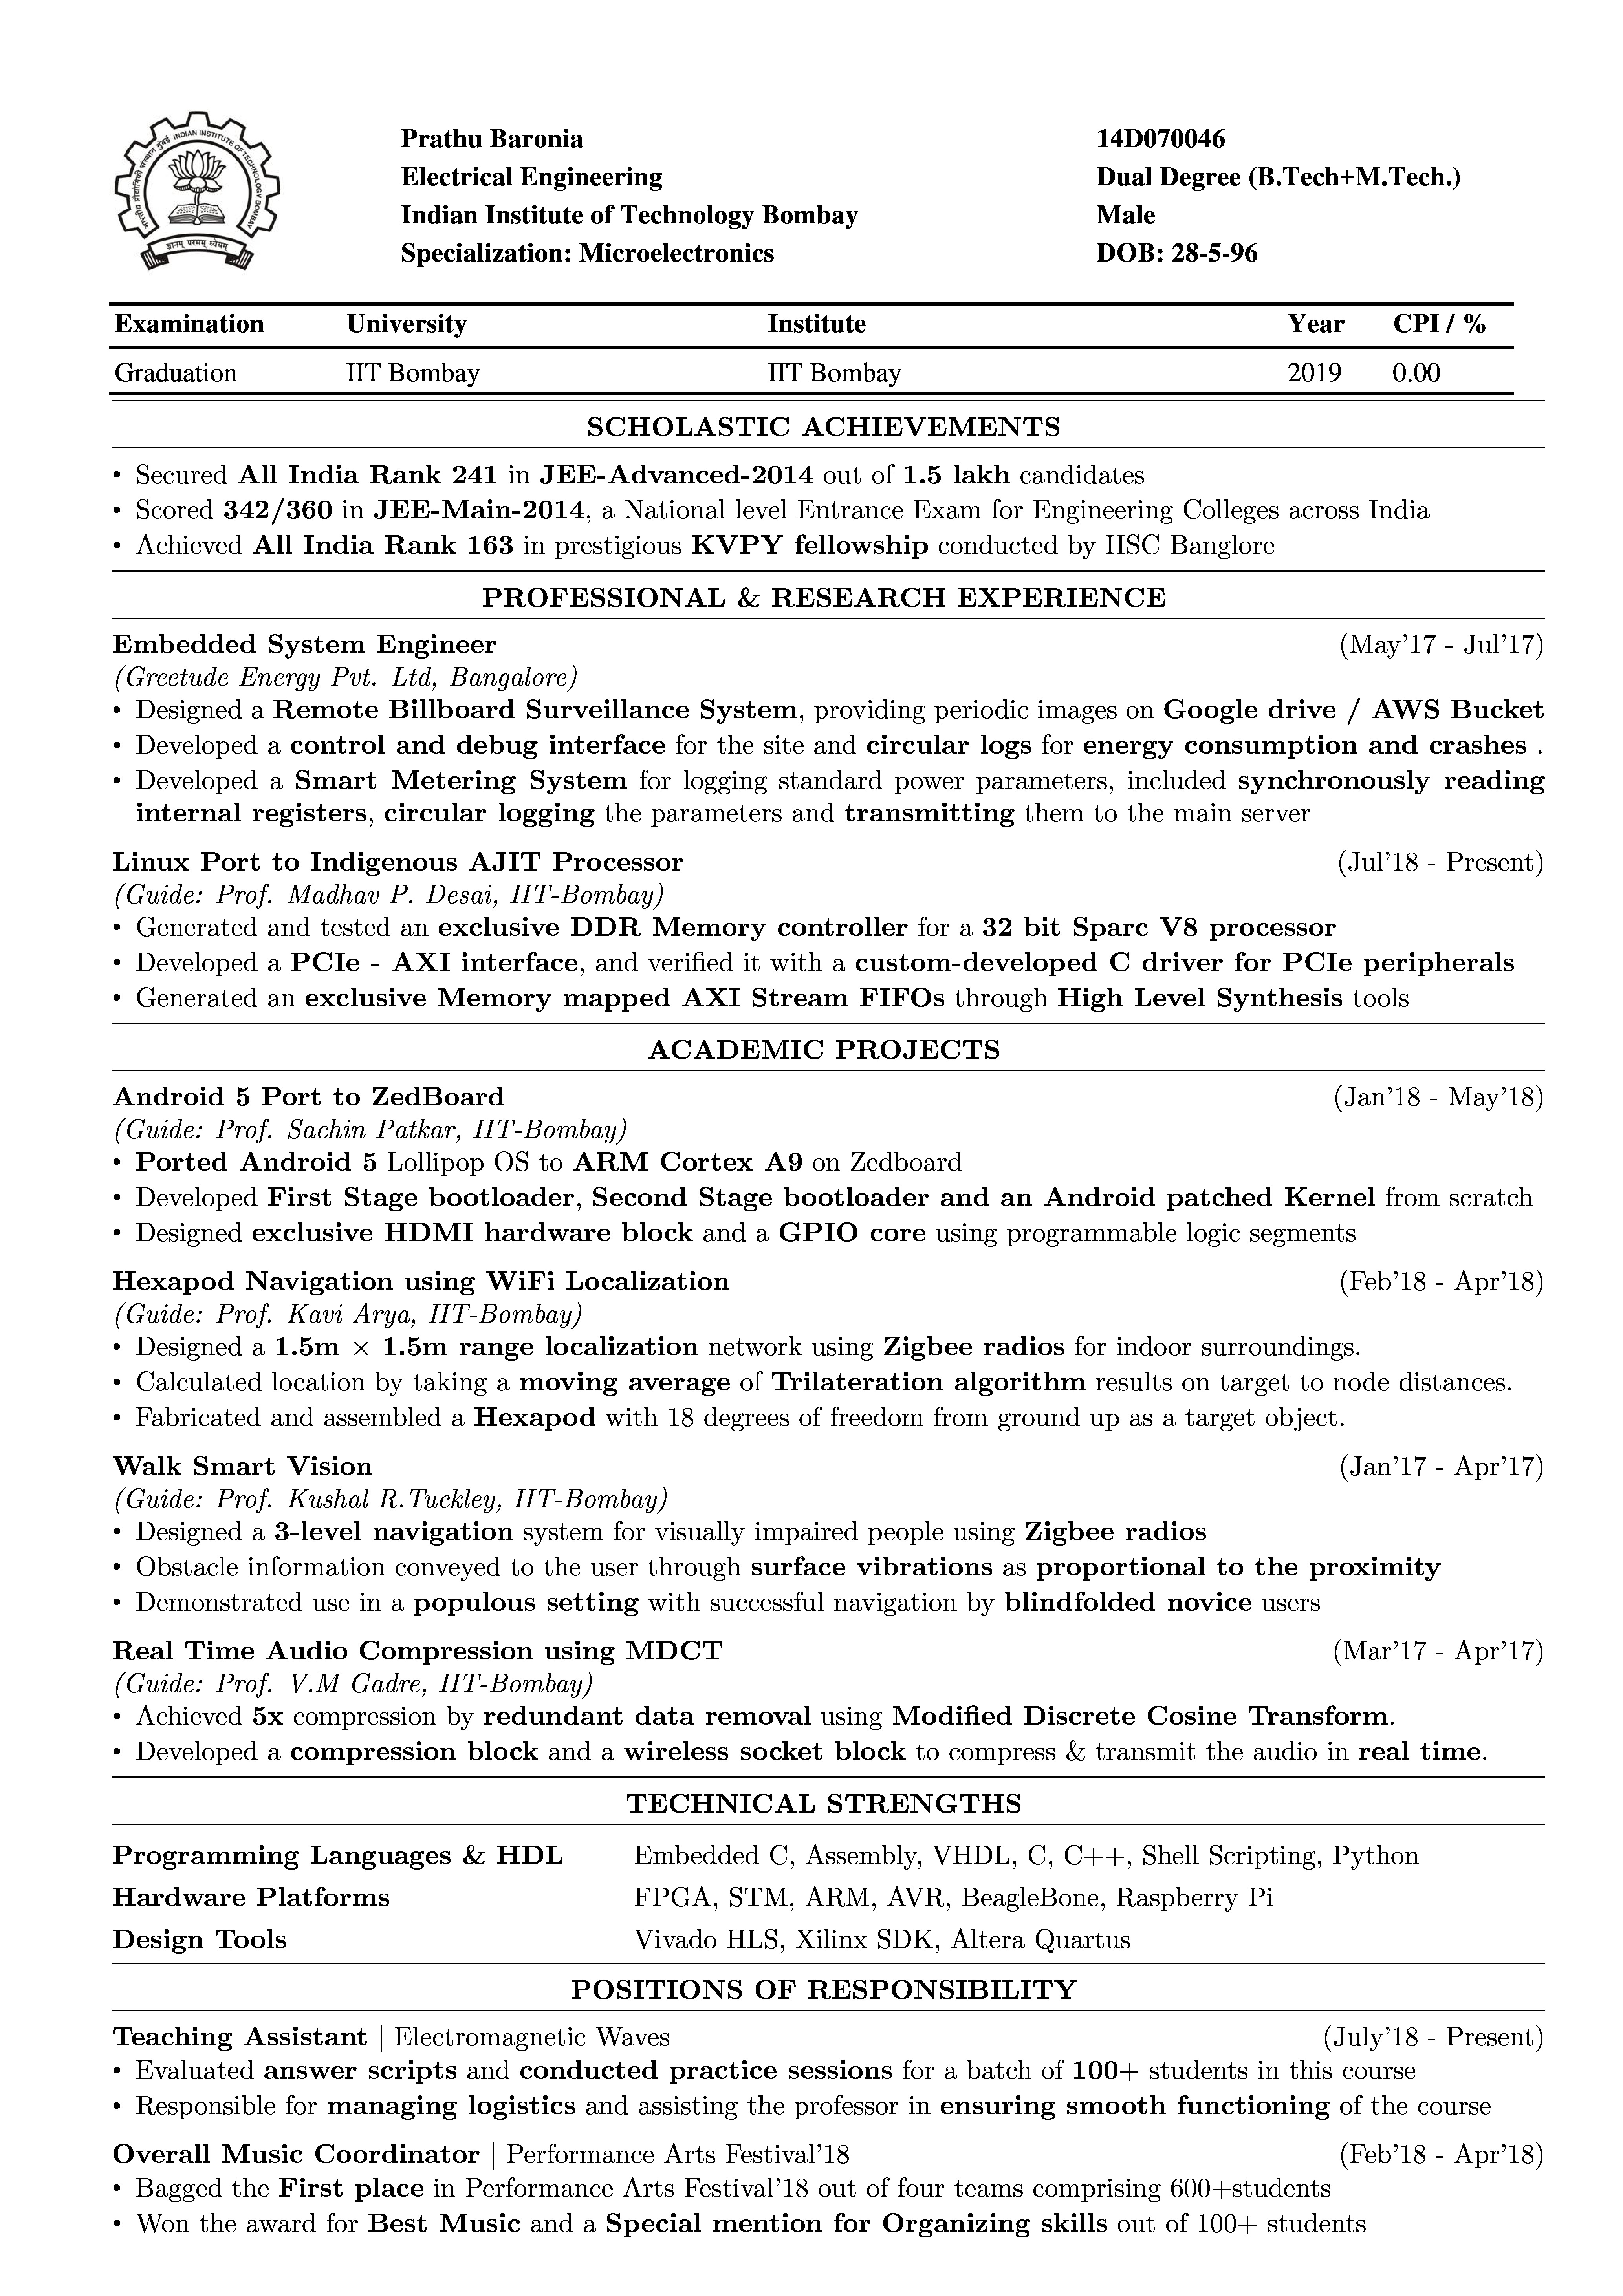 भारतीय प्रौद्योगिकी संस्थान मुंबई INDIAN INSTITUTE OF TECHNOLOGY BOMBAY
ज्ञानम् परमम् ध्येयम्
Prathu Baronia 14D070046
Electrical Engineering Dual Degree (B.Tech+M.Tech.)
Indian Institute of Technology Bombay Male
Specialization: Microelectronics DOB: 28-5-96
Examination University Institute Year CPI / %
Graduation IIT Bombay IIT Bombay 2019 0.00
SCHOLASTIC ACHIEVEMENTS
• Secured All India Rank 241 in JEE-Advanced-2014 out of 1.5 lakh candidates
• Scored 342/360 in JEE-Main-2014, a National level Entrance Exam for Engineering Colleges across India
• Achieved All India Rank 163 in prestigious KVPY fellowship conducted by IISC Banglore
PROFESSIONAL & RESEARCH EXPERIENCE
Embedded System Engineer (May'17 - Jul'17)
(Greetude Energy Pvt. Ltd, Bangalore)
• Designed a Remote Billboard Surveillance System, providing periodic images on Google drive / AWS Bucket
• Developed a control and debug interface for the site and circular logs for energy consumption and crashes .
• Developed a Smart Metering System for logging standard power parameters, included synchronously reading
internal registers, circular logging the parameters and transmitting them to the main server
Linux Port to Indigenous AJIT Processor (Jul'18 - Present)
(Guide: Prof. Madhav P. Desai, IIT-Bombay)
• Generated and tested an exclusive DDR Memory controller for a 32 bit Sparc V8 processor
• Developed a PCIe - AXI interface, and verified it with a custom-developed C driver for PCIe peripherals
• Generated an exclusive Memory mapped AXI Stream FIFOs through High Level Synthesis tools
ACADEMIC PROJECTS
Android 5 Port to ZedBoard (Jan'18 - May'18)
(Guide: Prof. Sachin Patkar, IIT-Bombay)
• Ported Android 5 Lollipop OS to ARM Cortex A9 on Zedboard
• Developed First Stage bootloader, Second Stage bootloader and an Android patched Kernel from scratch
• Designed exclusive HDMI hardware block and a GPIO core using programmable logic segments
Hexapod Navigation using WiFi Localization (Feb'18 - Apr'18)
(Guide: Prof. Kavi Arya, IIT-Bombay)
• Designed a 1.5m × 1.5m range localization network using Zigbee radios for indoor surroundings.
• Calculated location by taking a moving average of Trilateration algorithm results on target to node distances.
• Fabricated and assembled a Hexapod with 18 degrees of freedom from ground up as a target object.
Walk Smart Vision (Jan'17 - Apr'17)
(Guide: Prof. Kushal R.Tuckley, IIT-Bombay)
• Designed a 3-level navigation system for visually impaired people using Zigbee radios
• Obstacle information conveyed to the user through surface vibrations as proportional to the proximity
• Demonstrated use in a populous setting with successful navigation by blindfolded novice users
Real Time Audio Compression using MDCT (Mar'17 - Apr'17)
(Guide: Prof. V.M Gadre, IIT-Bombay)
• Achieved 5x compression by redundant data removal using Modified Discrete Cosine Transform.
• Developed a compression block and a wireless socket block to compress & transmit the audio in real time.
TECHNICAL STRENGTHS
Programming Languages & HDL Embedded C, Assembly, VHDL, C, C++, Shell Scripting, Python
Hardware Platforms FPGA, STM, ARM, AVR, BeagleBone, Raspberry Pi
Design Tools Vivado HLS, Xilinx SDK, Altera Quartus
POSITIONS OF RESPONSIBILITY
Teaching Assistant | Electromagnetic Waves (July'18 - Present)
• Evaluated answer scripts and conducted practice sessions for a batch of 100+ students in this course
• Responsible for managing logistics and assisting the professor in ensuring smooth functioning of the course
Overall Music Coordinator | Performance Arts Festival'18 (Feb'18 - Apr'18)
• Bagged the First place in Performance Arts Festival'18 out of four teams comprising 600+students
• Won the award for Best Music and a Special mention for Organizing skills out of 100+ students